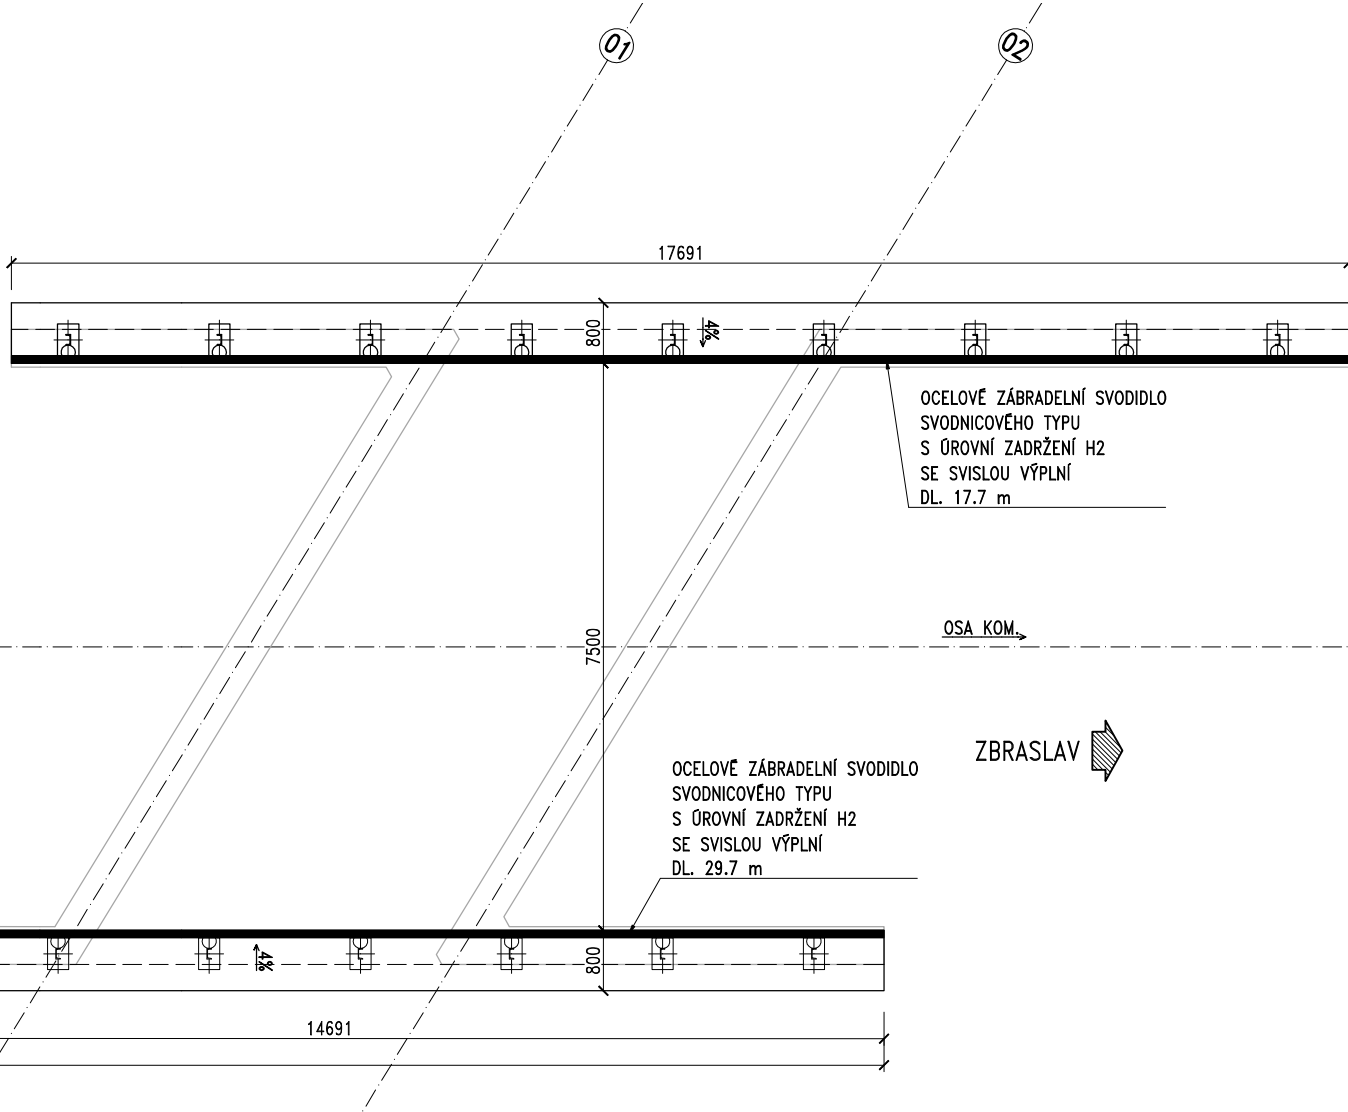 01
02
17691
800
4%
OCELOVÉ ZÁBRADELNÍ SVODIDLO
SVODNICOVÉHO TYPU
S ÚROVNÍ ZADRŽENÍ H2
SE SVISLOU VÝPLNÍ
DL. 17.7 m
OSA KOM.
7500
ZBRASLAV
OCELOVÉ ZÁBRADELNÍ SVODIDLO
SVODNICOVÉHO TYPU
S ÚROVNÍ ZADRŽENÍ H2
SE SVISLOU VÝPLNÍ
DL. 29.7 m
4%
800
14691